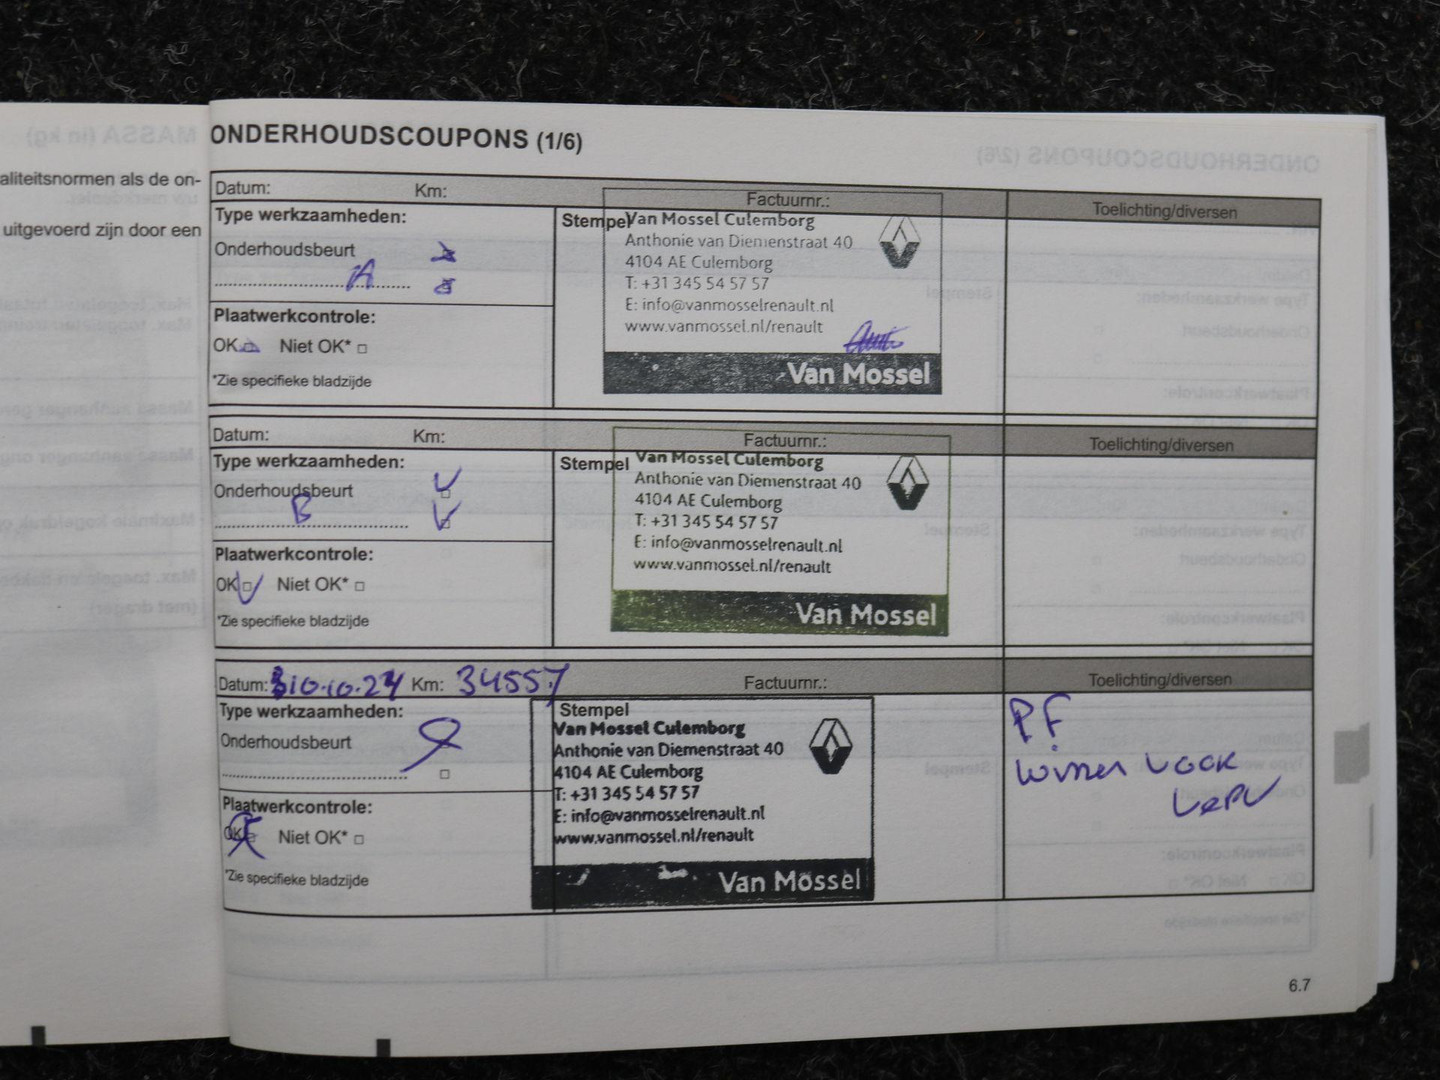 aliteitsnormen als de on-
uitgevoerd zijn door een
ONDERHOUDSCOUPONS (1/6)
Datum: Km: Factuurnr.: Toelichting/diversen
Type werkzaamheden:
Onderhoudsbeurt
A
Plaatwerkcontrole:
OK Niet OK*
*Zie specifieke bladzijde
Stempel
Van Mossel Culemborg
Anthonie van Diemenstraat 40
4104 AE Culemborg
T: +31 345 54 57 57
E: info@vanmosselrenault.nl
www.vanmossel.nl/renault
Van Mossel
Datum: Km: Factuurnr.: Toelichting/diversen
Type werkzaamheden:
Onderhoudsbeurt
B
Plaatwerkcontrole:
OK Niet OK*
*Zie specifieke bladzijde
Stempel
Van Mossel Culemborg
Anthonie van Diemenstraat 40
4104 AE Culemborg
T: +31 345 54 57 57
E: info@vanmosselrenault.nl
www.vanmossel.nl/renault
Van Mossel
Datum: Km: 34557 Factuurnr.: Toelichting/diversen
Type werkzaamheden:
Onderhoudsbeurt
Plaatwerkcontrole:
OK Niet OK*
*Zie specifieke bladzijde
Stempel
Van Mossel Culemborg
Anthonie van Diemenstraat 40
4104 AE Culemborg
T: +31 345 54 57 57
E: info@vanmosselrenault.nl
www.vanmossel.nl/renault
Van Mossel
PF
6.7